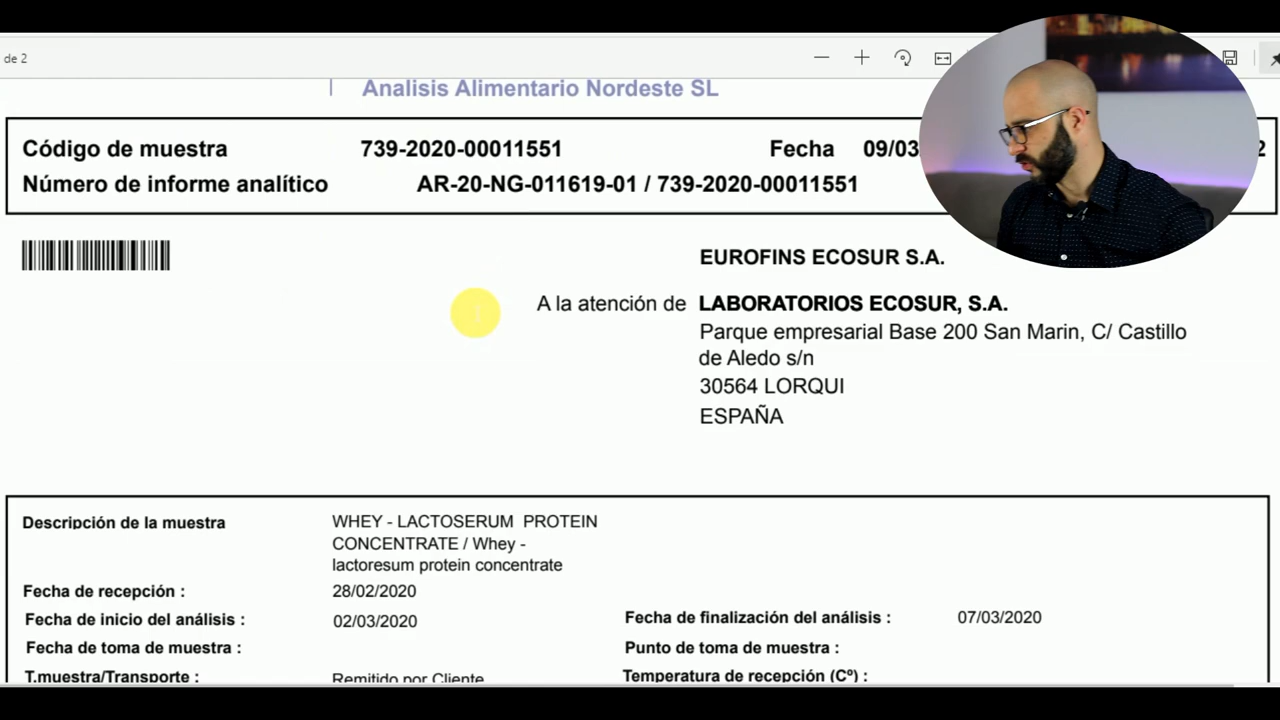 de 2
Analisis Alimentario Nordeste SL
Código de muestra 739-2020-00011551 Fecha 09/03
Número de informe analítico AR-20-NG-011619-01 / 739-2020-00011551
EUROFINS ECOSUR S.A.
A la atención de LABORATORIOS ECOSUR, S.A.
Parque empresarial Base 200 San Marin, C/ Castillo
de Aledo s/n
30564 LORQUI
ESPAÑA
Descripción de la muestra WHEY - LACTOSERUM PROTEIN
CONCENTRATE / Whey -
lactoresum protein concentrate
Fecha de recepción : 28/02/2020
Fecha de inicio del análisis : 02/03/2020 Fecha de finalización del análisis : 07/03/2020
Fecha de toma de muestra : Punto de toma de muestra :
T.muestra/Transporte : Remitido por Cliente Temperatura de recepción (Cº) :